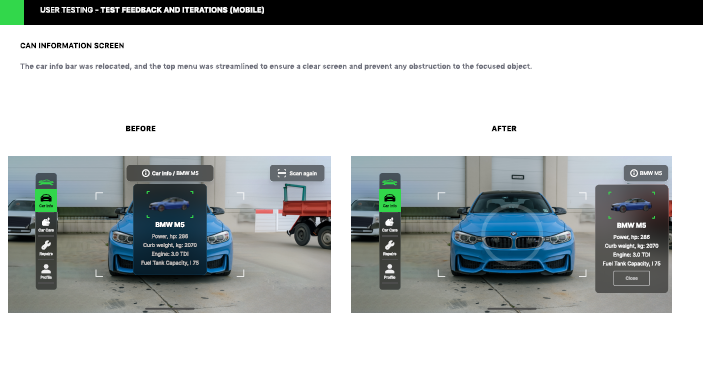 USER TESTING - TEST FEEDBACK AND ITERATIONS (MOBILE)
CAN INFORMATION SCREEN
The car info bar was relocated, and the top menu was streamlined to ensure a clear screen and prevent any obstruction to the focused object.
BEFORE
Car Info / BMW M5
Scan again
Car Info
Car Care
Repairs
Profile
BMW M5
Power, hp: 286
Curb weight, kg: 2070
Engine: 3.0 TDI
Fuel Tank Capacity, l 75
AFTER
BMW M5
Car Info
Car Care
Repairs
Profile
BMW M5
Power, hp: 286
Curb weight, kg: 2070
Engine: 3.0 TDI
Fuel Tank Capacity, l 75
Close